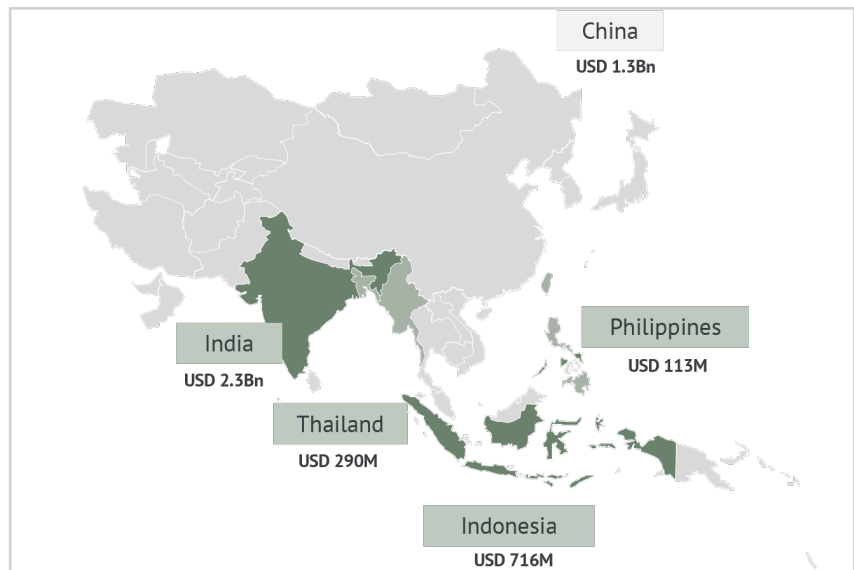 China
USD 1.3Bn
Philippines
USD 113M
India
USD 2.3Bn
Thailand
USD 290M
Indonesia
USD 716M